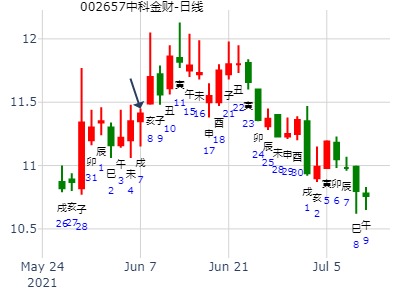 002657中科金财-日线
12
11.5
11
10.5
戌 亥 子 卯 辰 巳 午 未 戌 亥 子 丑 寅 午 未 申 酉 子 丑 寅 卯 辰 未 申 酉 戌 亥 寅 卯 辰 巳 午
26 27 28 31 1 2 3 4 7 8 9 10 11 15 16 17 18 21 22 23 24 25 28 29 30 1 2 5 6 7 8 9
May 24 Jun 7 Jun 21 Jul 5
2021